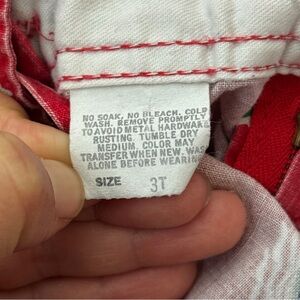 NO SOAK, NO BLEACH. COLD
WASH. REMOVE PROMPTLY
TO AVOID METAL HARDWARE
RUSTING. TUMBLE DRY
MEDIUM. COLOR MAY
TRANSFER WHEN NEW. WAS
ALONE BEFORE WEARING
SIZE 3T